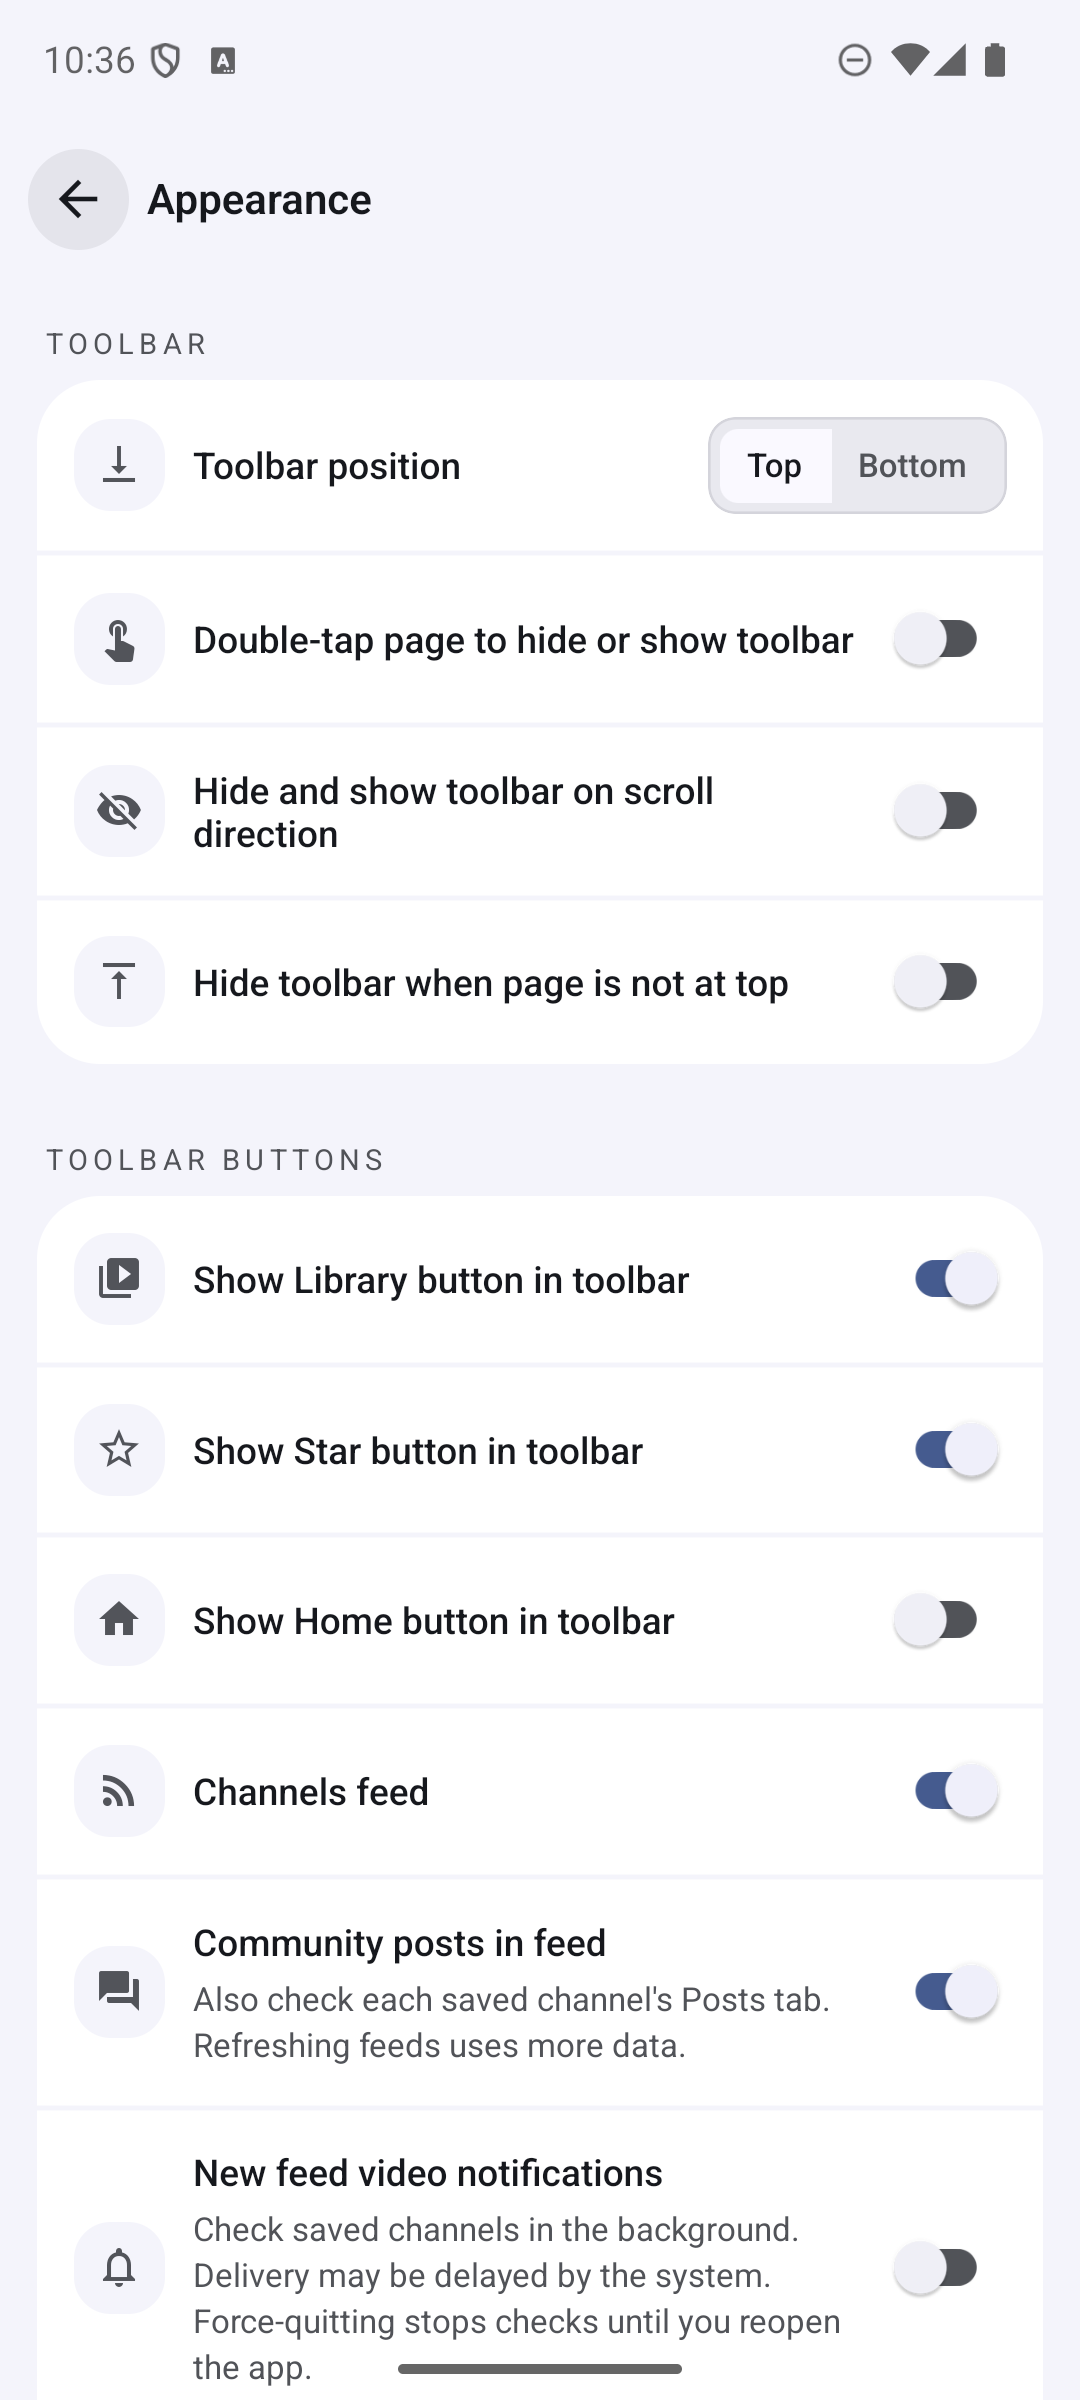 10:36
Appearance
TOOLBAR
Toolbar position
Top
Bottom
Double-tap page to hide or show toolbar
Hide and show toolbar on scroll
direction
Hide toolbar when page is not at top
TOOLBAR BUTTONS
Show Library button in toolbar
Show Star button in toolbar
Show Home button in toolbar
Channels feed
Community posts in feed
Also check each saved channel's Posts tab.
Refreshing feeds uses more data.
New feed video notifications
Check saved channels in the background.
Delivery may be delayed by the system.
Force-quitting stops checks until you reopen
the app.